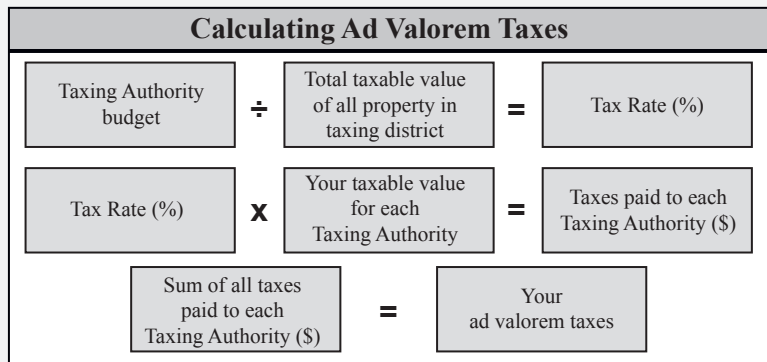 Calculating Ad Valorem Taxes
Taxing Authority
budget
÷
Total taxable value
of all property in
taxing district
=
Tax Rate (%)
Tax Rate (%)
x
Your taxable value
for each
Taxing Authority
=
Taxes paid to each
Taxing Authority ($)
Sum of all taxes
paid to each
Taxing Authority ($)
=
Your
ad valorem taxes